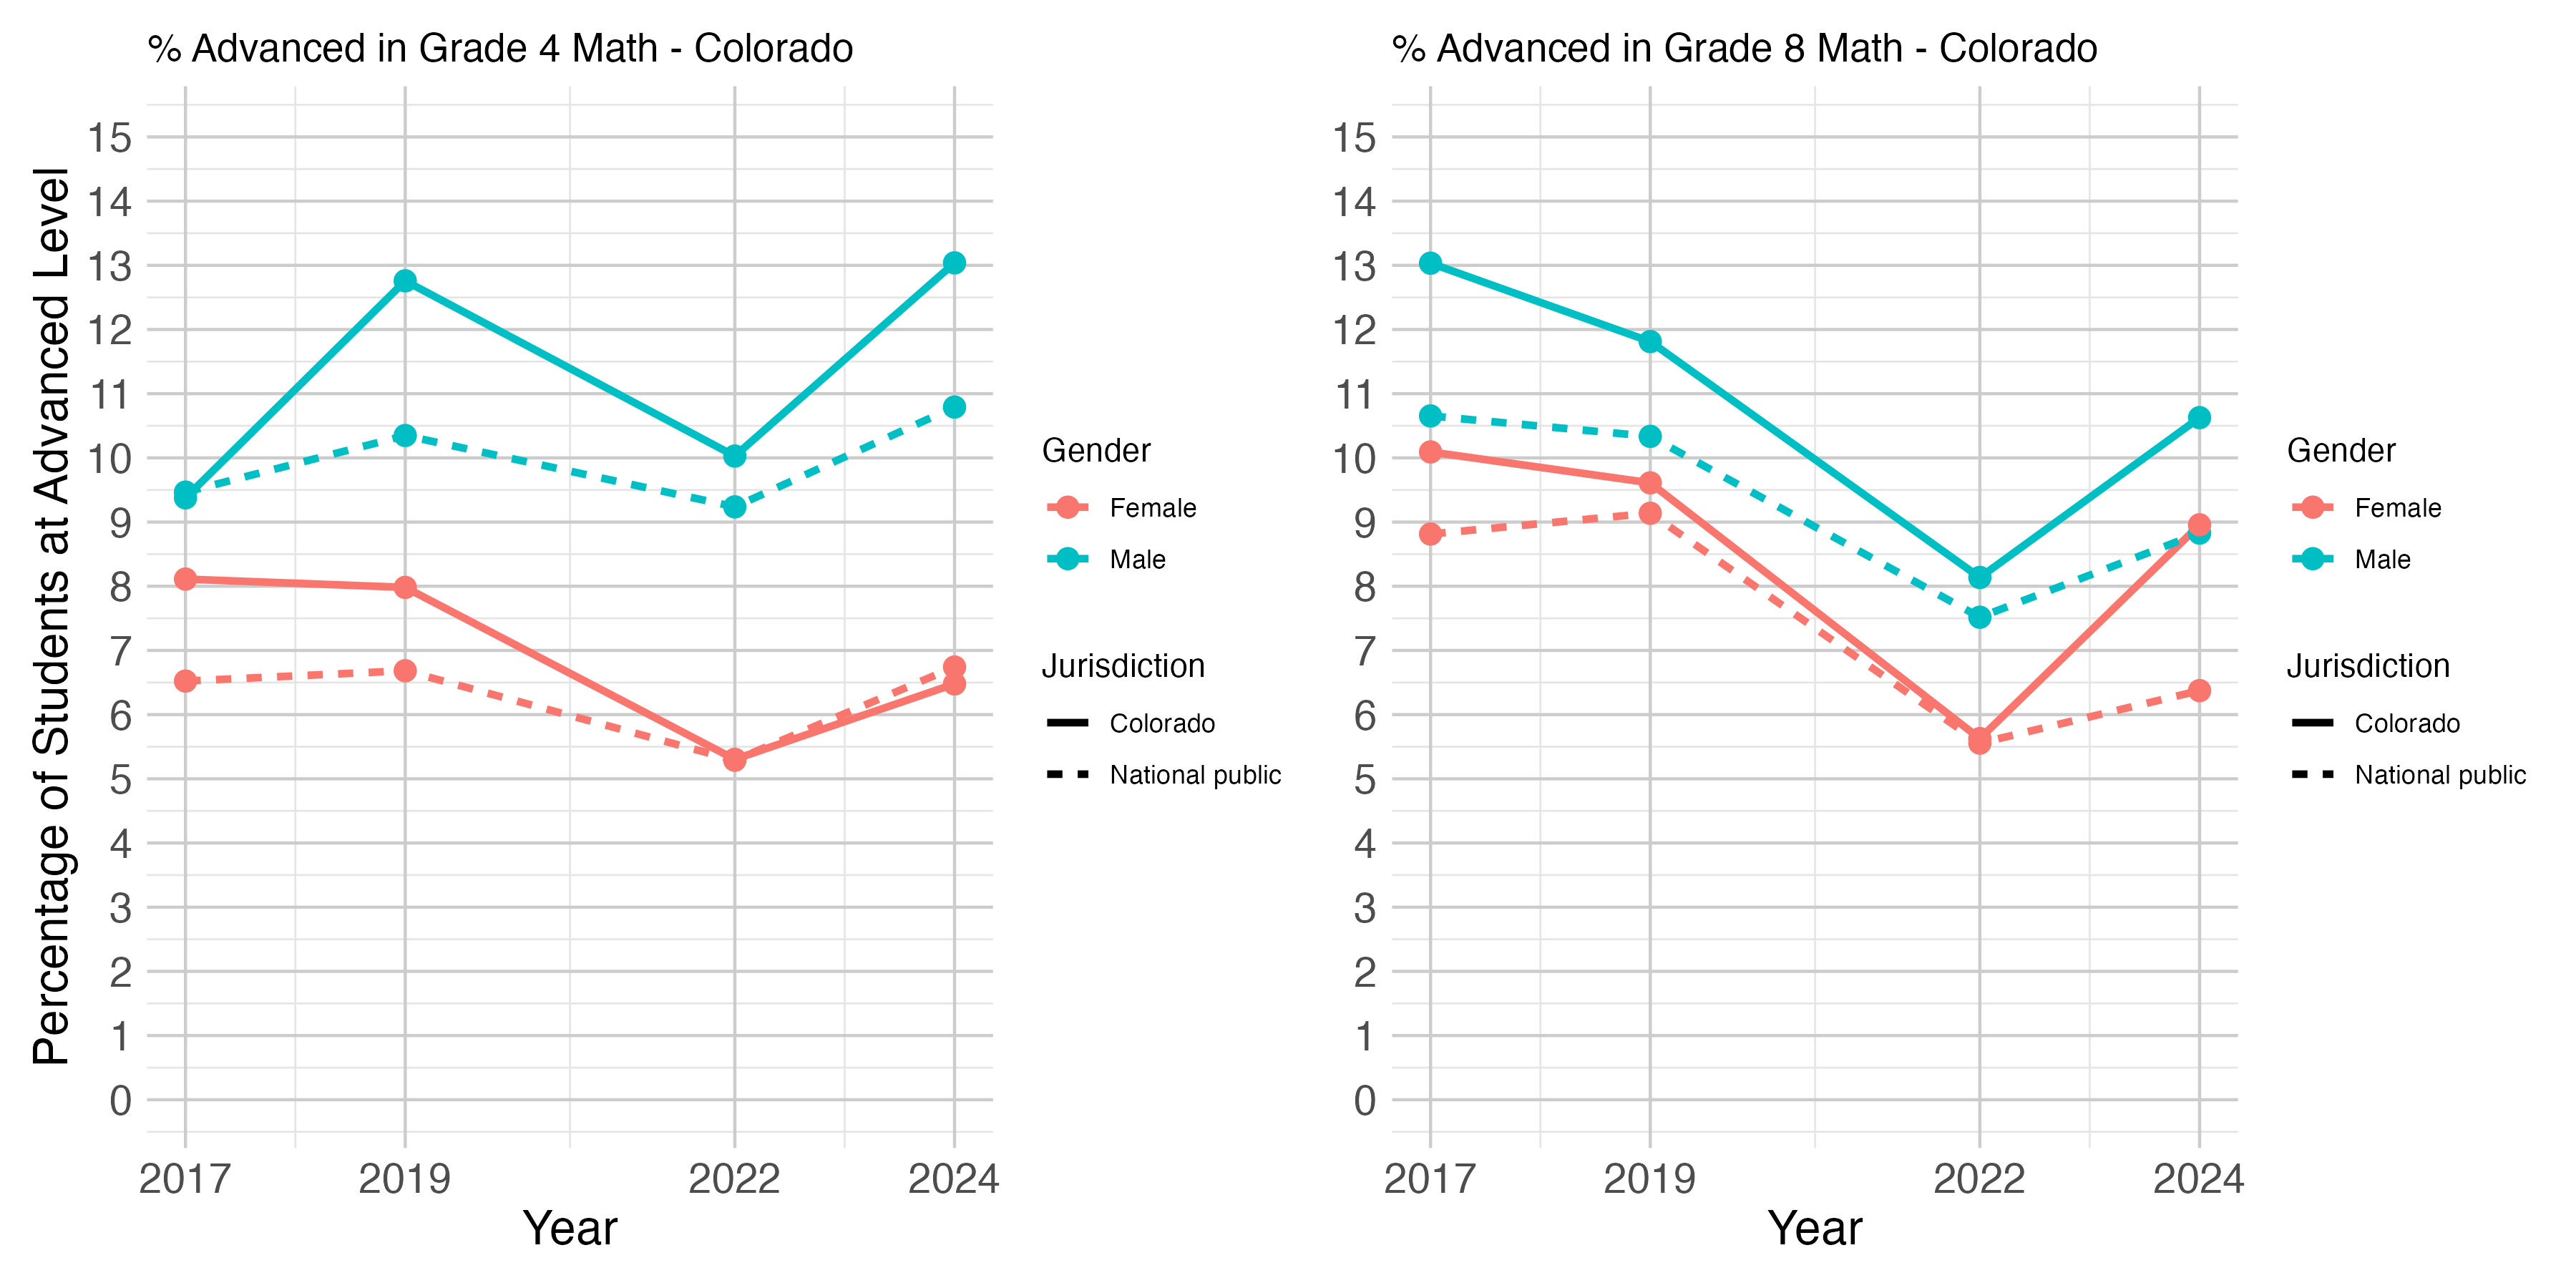 % Advanced in Grade 4 Math - Colorado
Percentage of Students at Advanced Level
15
14
13
12
11
10
9
8
7
6
5
4
3
2
1
0
2017 2019 2022 2024
Year
Gender
Female
Male
Jurisdiction
Colorado
National public
% Advanced in Grade 8 Math - Colorado
15
14
13
12
11
10
9
8
7
6
5
4
3
2
1
0
2017 2019 2022 2024
Year
Gender
Female
Male
Jurisdiction
Colorado
National public